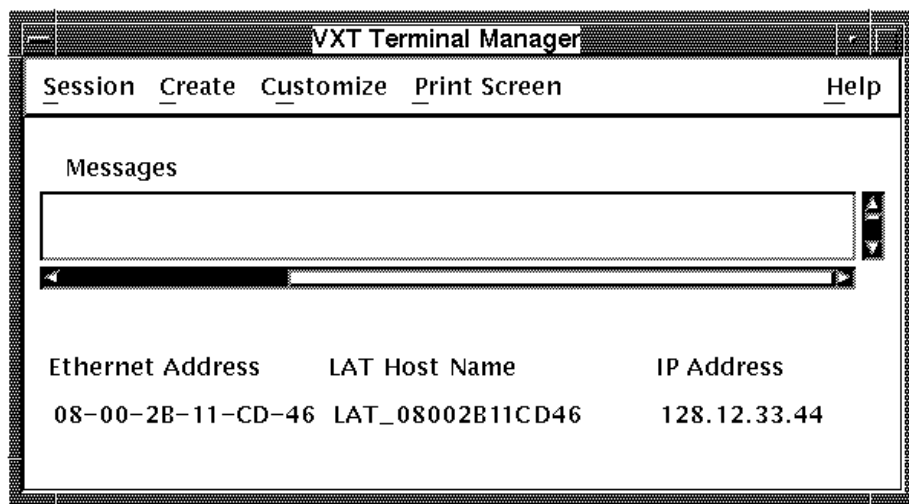 VXT Terminal Manager
Session Create Customize Print Screen Help
Messages
Ethernet Address LAT Host Name IP Address
08-00-2B-11-CD-46 LAT_08002B11CD46 128.12.33.44